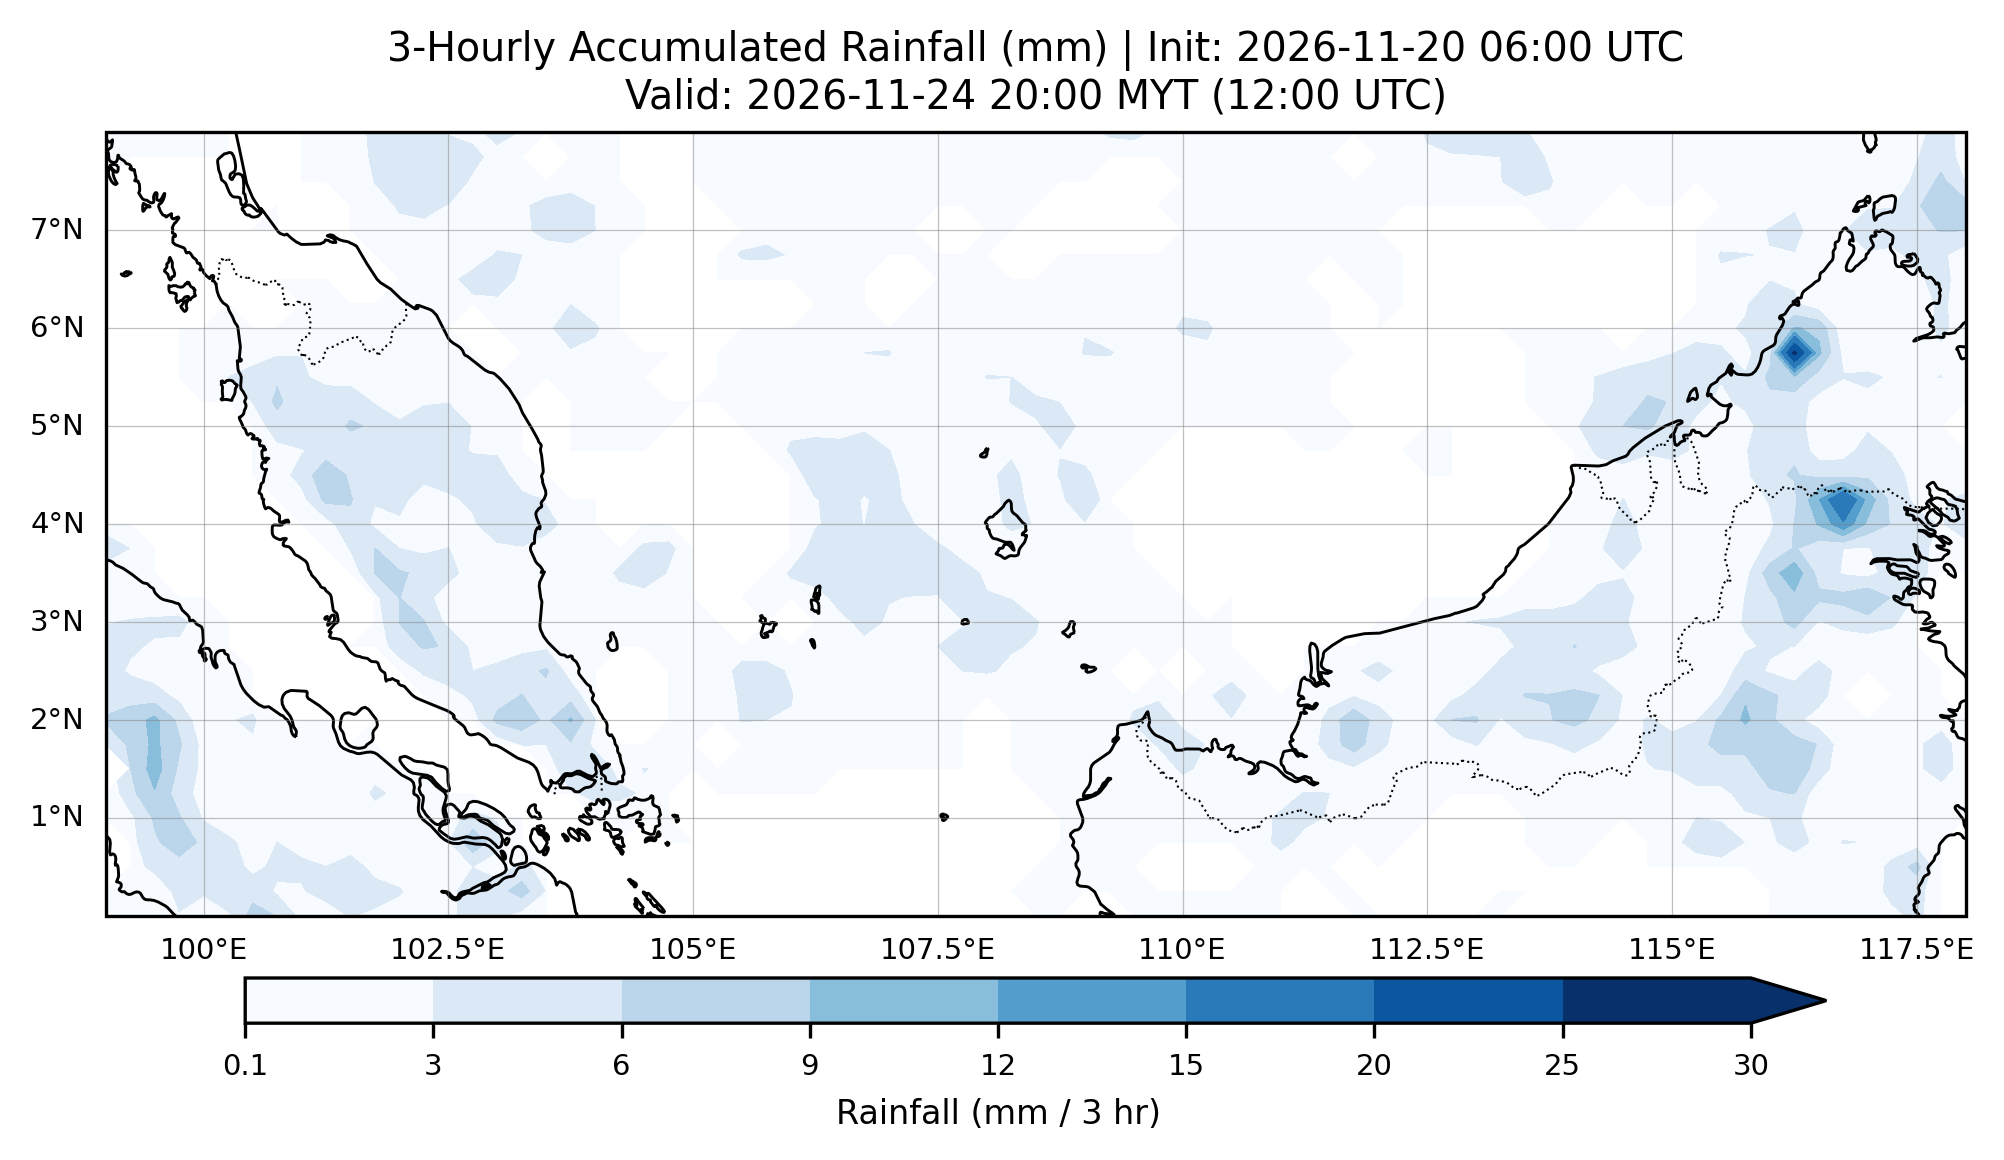 3-Hourly Accumulated Rainfall (mm) | Init: 2026-11-20 06:00 UTC
Valid: 2026-11-24 20:00 MYT (12:00 UTC)
7°N
6°N
5°N
4°N
3°N
2°N
1°N
100°E 102.5°E 105°E 107.5°E 110°E 112.5°E 115°E 117.5°E
0.1 3 6 9 12 15 20 25 30
Rainfall (mm / 3 hr)